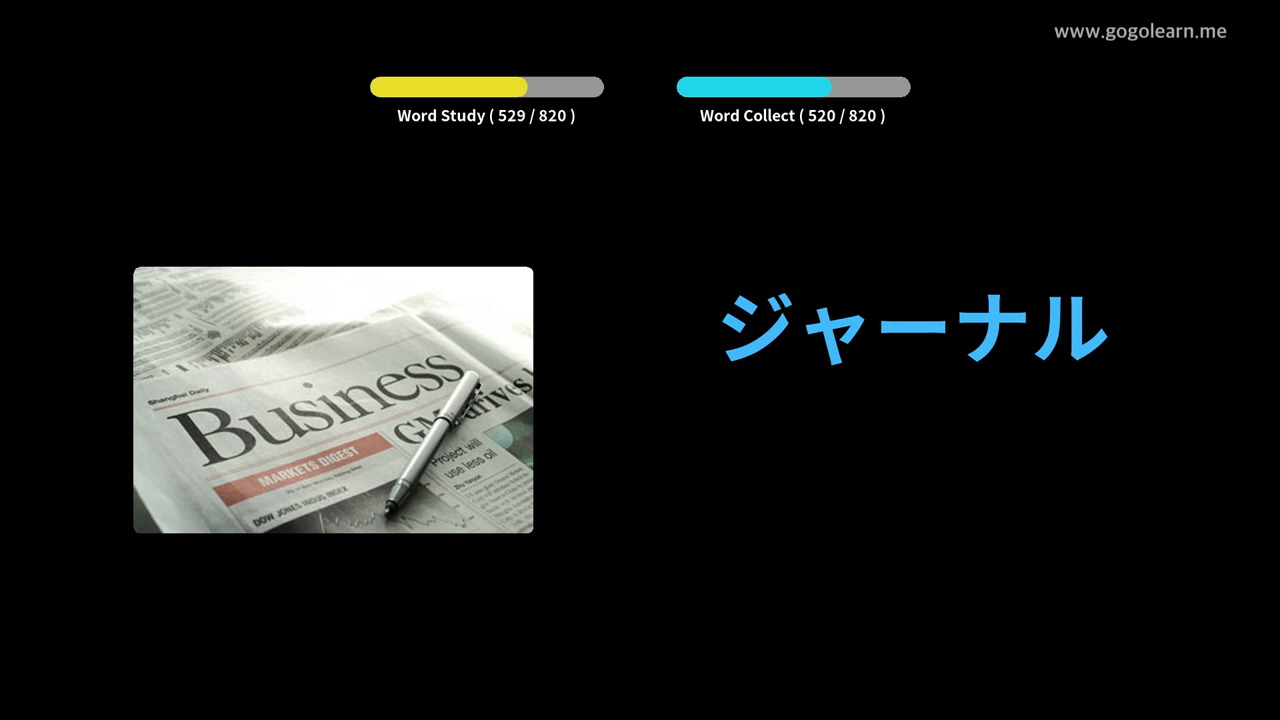 www.gogolearn.me
Word Study ( 529 / 820 )
Word Collect ( 520 / 820 )
ジャーナル
Shanghai Daily
Business
MARKETS DIGEST
DOW JONES INDUS INDEX
Project will
use less oil